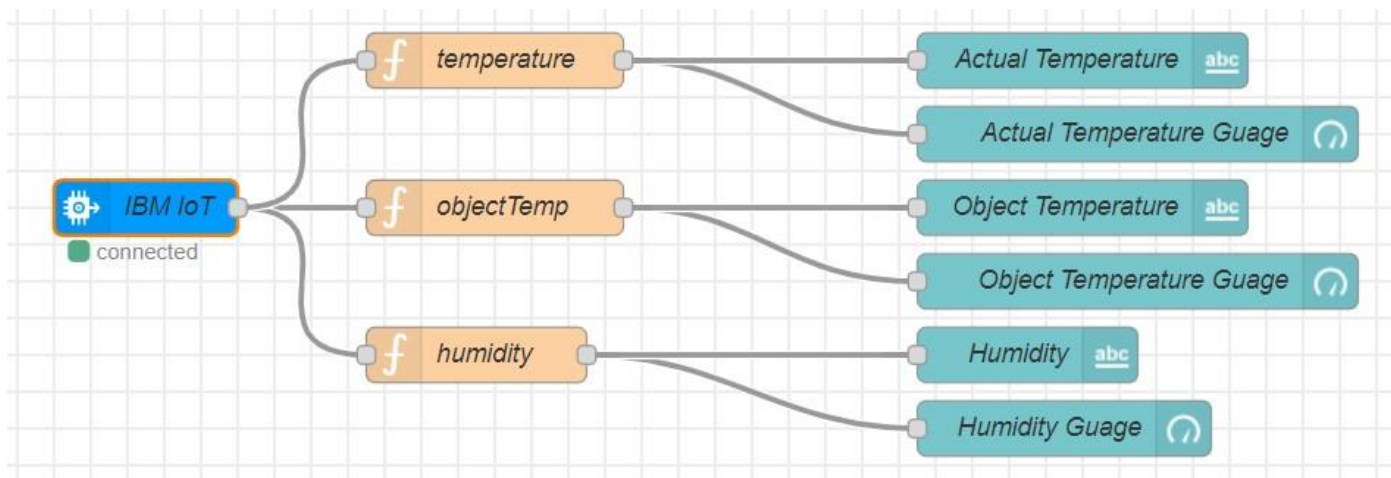 temperature
Actual Temperature abc
Actual Temperature Guage
IBM IoT
connected
objectTemp
Object Temperature abc
Object Temperature Guage
humidity
Humidity abc
Humidity Guage